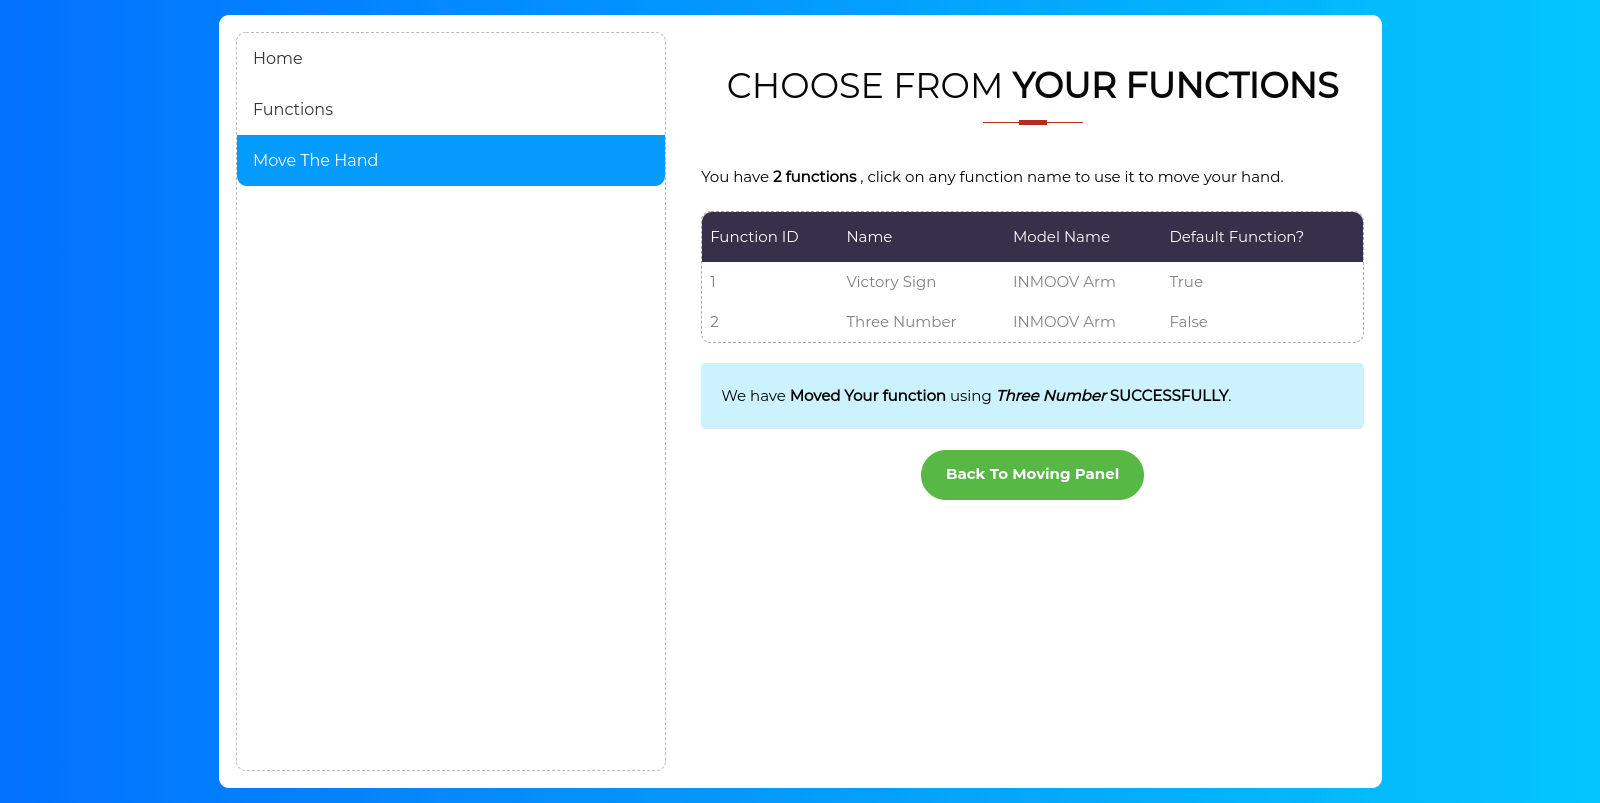 Home
Functions
Move The Hand
CHOOSE FROM YOUR FUNCTIONS
You have 2 functions , click on any function name to use it to move your hand.
Function ID Name Model Name Default Function?
1 Victory Sign INMOOV Arm True
2 Three Number INMOOV Arm False
We have Moved Your function using Three Number SUCCESSFULLY.
Back To Moving Panel